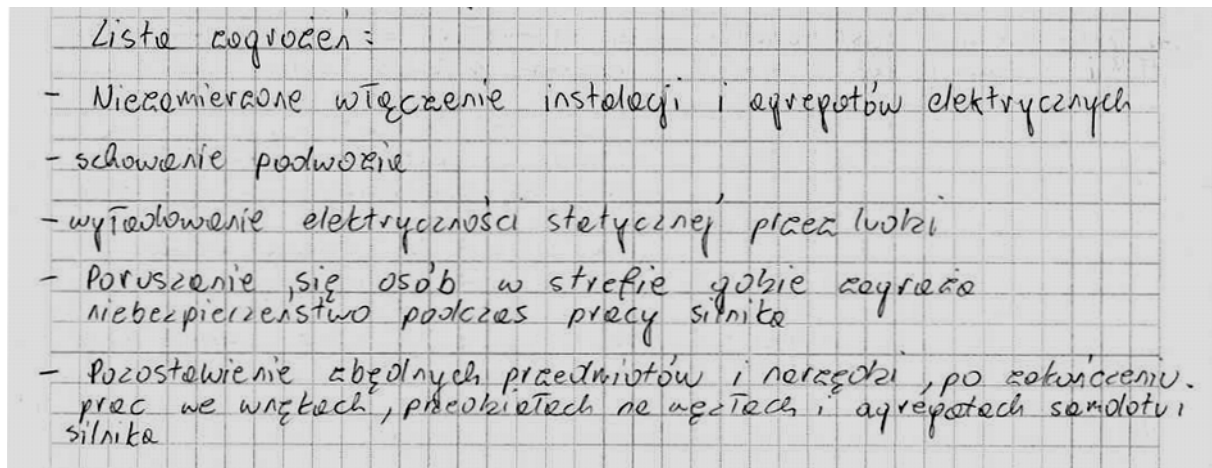 Lista zagrożeń:
- Niezamierzone włączenie instalacji i agregatów elektrycznych
- schowanie podwozia
- wyładowanie elektryczności statycznej przez ludzi
- Poruszanie się osób w strefie gdzie zagraża
niebezpieczeństwo podczas pracy silnika
- Pozostawienie zbędnych przedmiotów i narzędzi, po zakończeniu.
prac we wnękach, przedziałach na węzłach i agregatach samolotu i
silnika